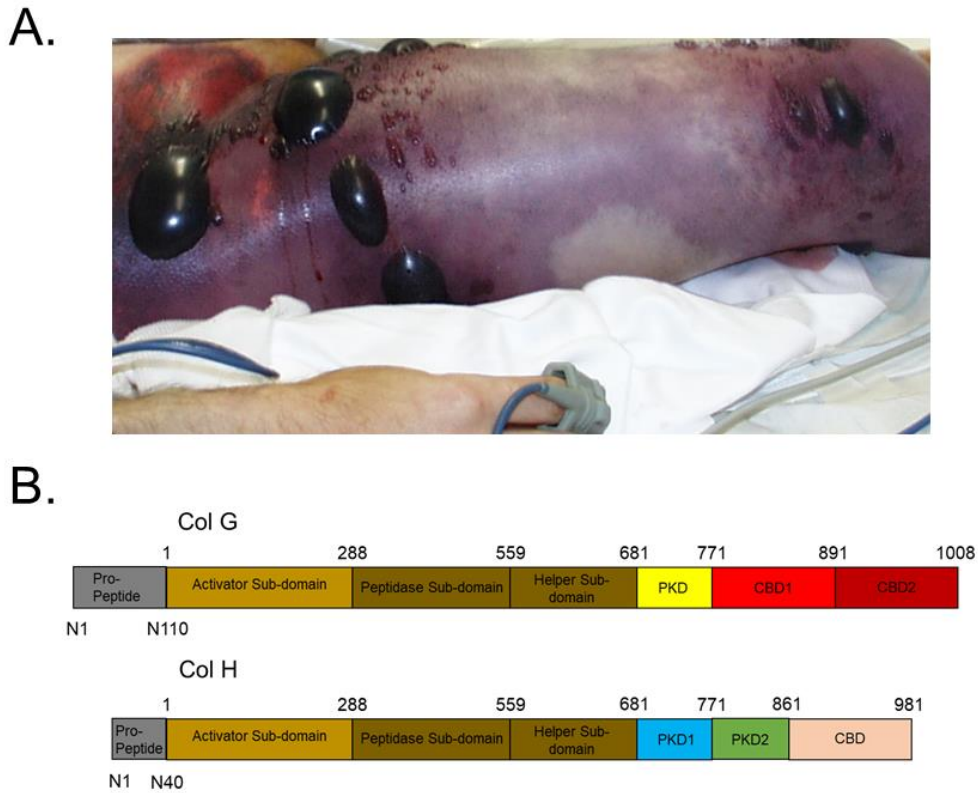 A.
B.
Col G
1 288 559 681 771 891 1008
Pro-
Peptide
Activator Sub-domain
Peptidase Sub-domain
Helper Sub-
domain
PKD
CBD1
CBD2
N1 N110
Col H
1 288 559 681 771 861 981
Pro-
Peptide
Activator Sub-domain
Peptidase Sub-domain
Helper Sub-
domain
PKD1
PKD2
CBD
N1 N40